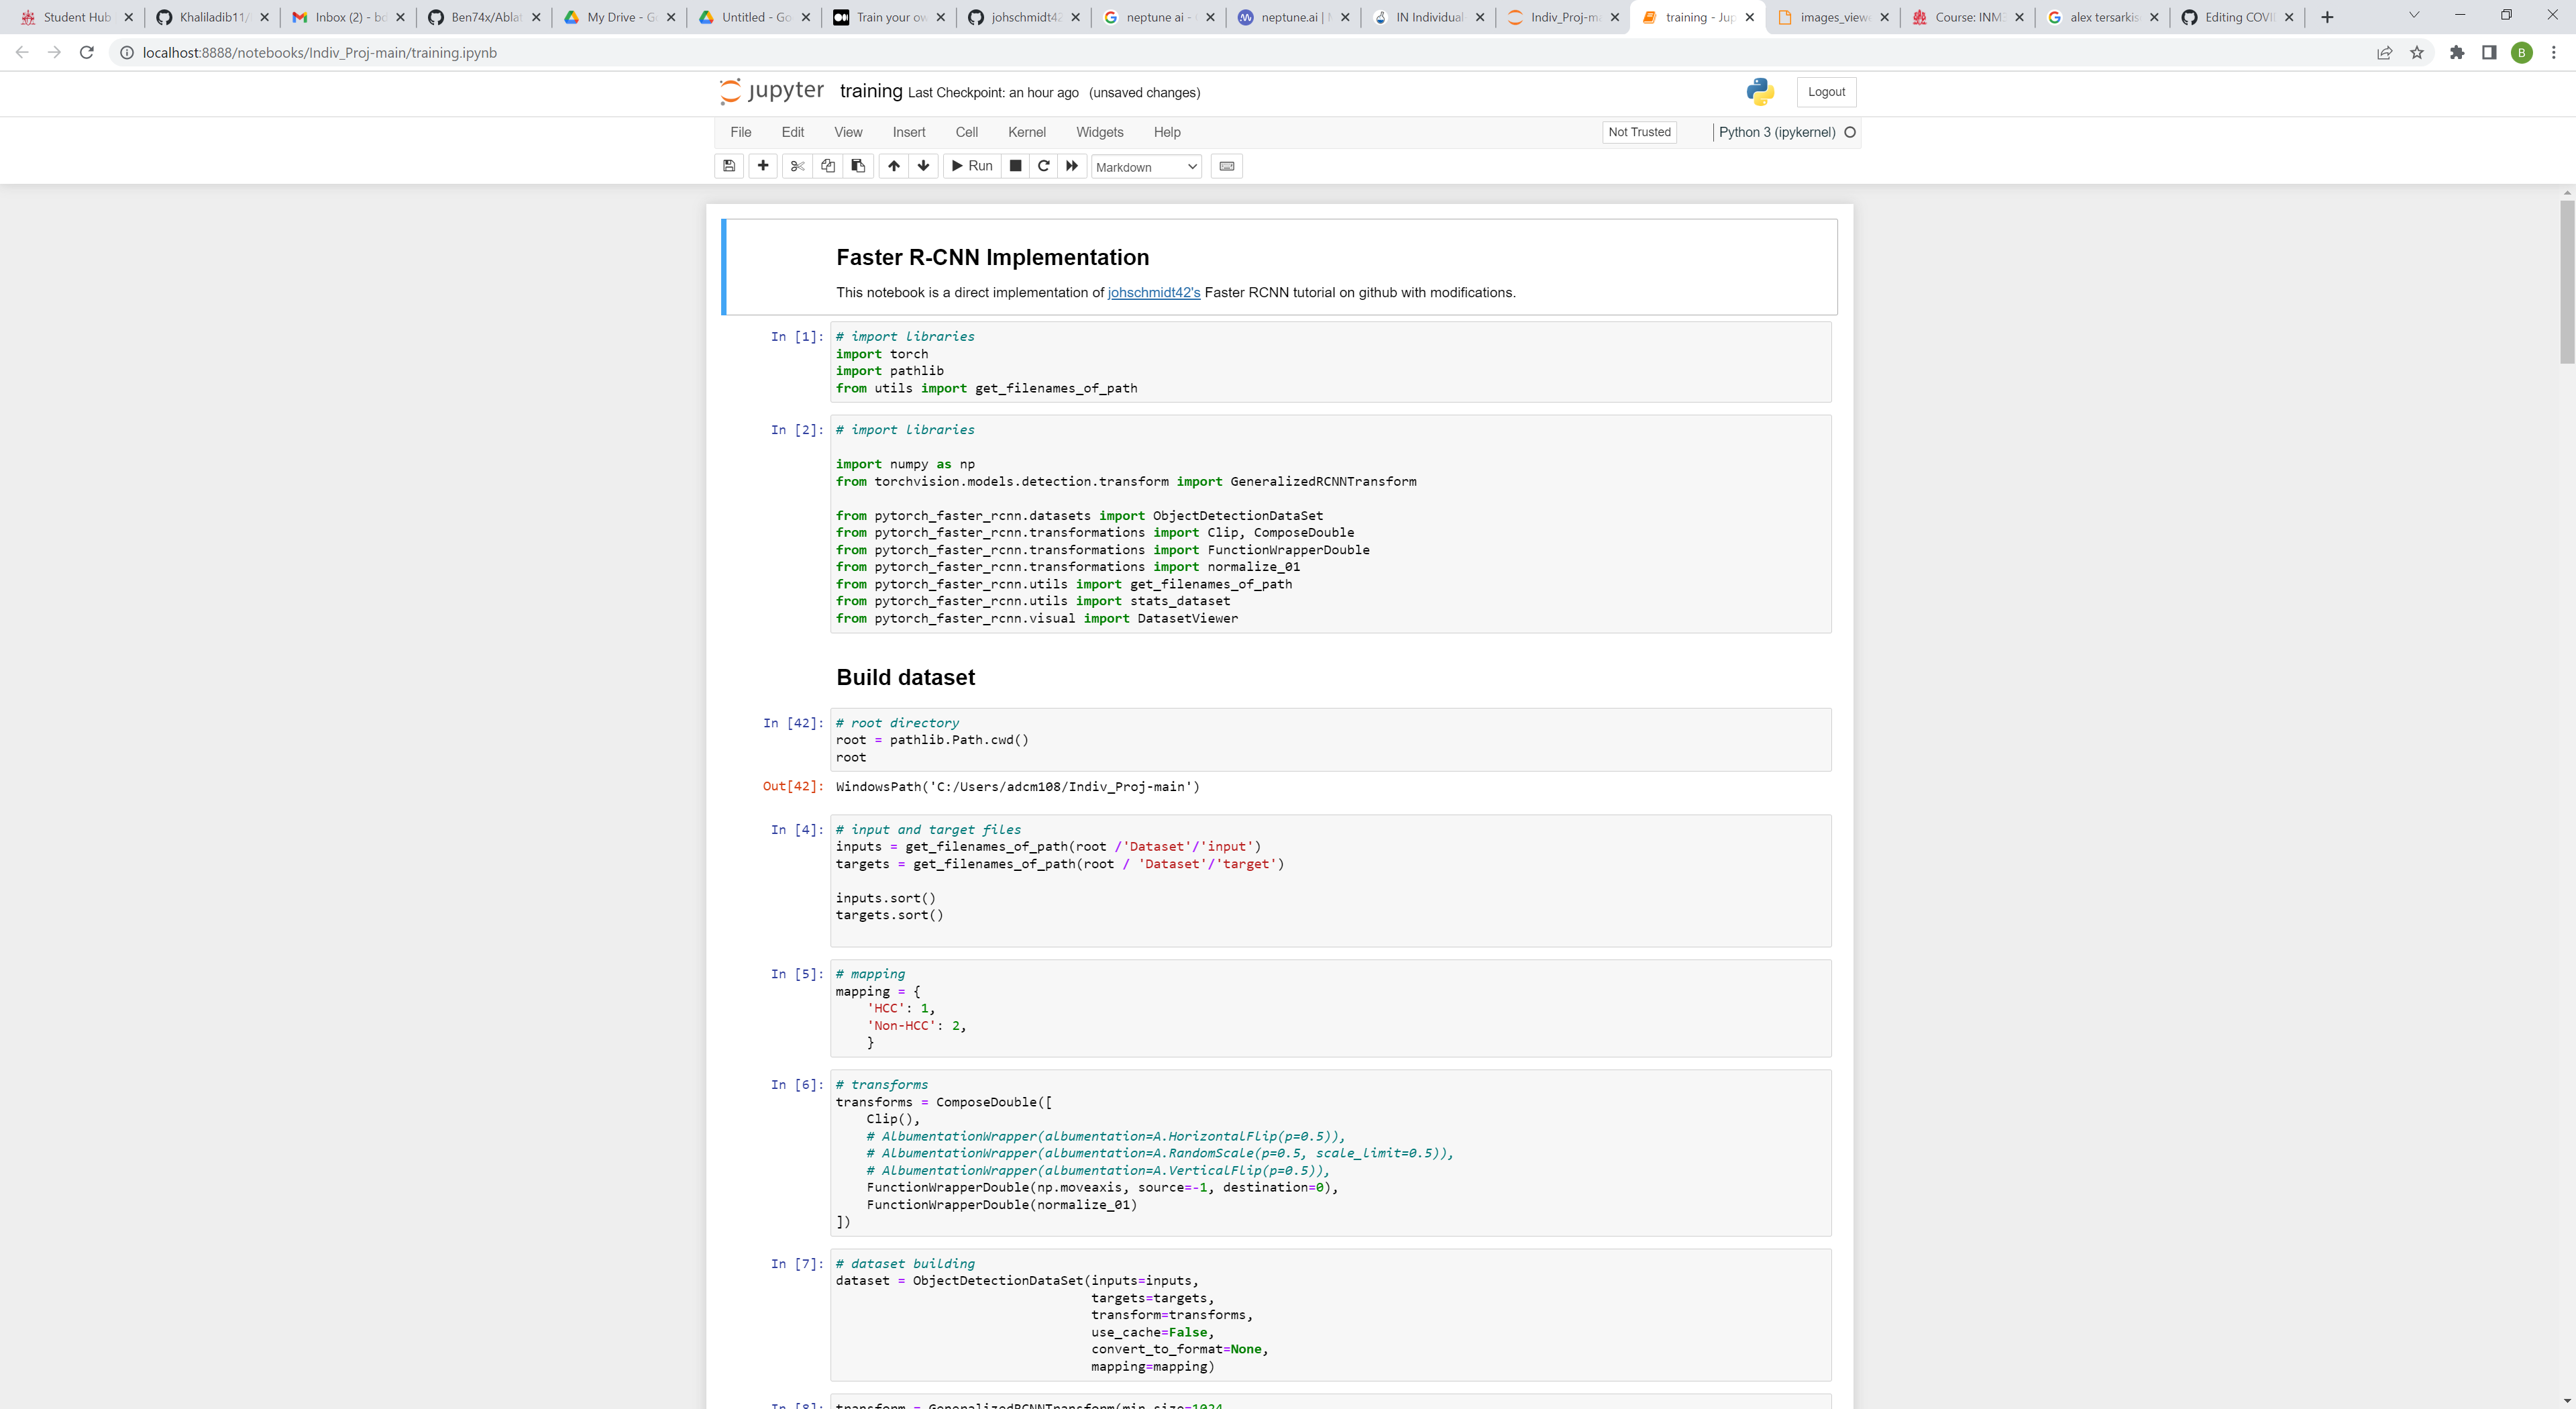 Student Hub
Khaliladib11/
Inbox (2) - bo
Ben74x/Ablat
My Drive - G
Untitled - Go
Train your ow
johschmidt42
neptune ai -
neptune.ai |
IN Individual
Indiv_Proj-ma
training - Jup
images_viewe
Course: INM3
alex tersarkis
Editing COVI
localhost:8888/notebooks/Indiv_Proj-main/training.ipynb
B
jupyter training Last Checkpoint: an hour ago (unsaved changes)
Logout
File Edit View Insert Cell Kernel Widgets Help
Not Trusted
Python 3 (ipykernel)
Run
Markdown
Faster R-CNN Implementation
This notebook is a direct implementation of johschmidt42's Faster RCNN tutorial on github with modifications.
In [1]: # import libraries
import torch
import pathlib
from utils import get_filenames_of_path
In [2]: # import libraries
import numpy as np
from torchvision.models.detection.transform import GeneralizedRCNNTransform
from pytorch_faster_rcnn.datasets import ObjectDetectionDataSet
from pytorch_faster_rcnn.transformations import Clip, ComposeDouble
from pytorch_faster_rcnn.transformations import FunctionWrapperDouble
from pytorch_faster_rcnn.transformations import normalize_01
from pytorch_faster_rcnn.utils import get_filenames_of_path
from pytorch_faster_rcnn.utils import stats_dataset
from pytorch_faster_rcnn.visual import DatasetViewer
Build dataset
In [42]: # root directory
root = pathlib.Path.cwd()
root
Out[42]: WindowsPath('C:/Users/adcm108/Indiv_Proj-main')
In [4]: # input and target files
inputs = get_filenames_of_path(root /'Dataset'/'input')
targets = get_filenames_of_path(root / 'Dataset'/'target')
inputs.sort()
targets.sort()
In [5]: # mapping
mapping = {
'HCC': 1,
'Non-HCC': 2,
}
In [6]: # transforms
transforms = ComposeDouble([
Clip(),
# AlbumentationWrapper(albumentation=A.HorizontalFlip(p=0.5)),
# AlbumentationWrapper(albumentation=A.RandomScale(p=0.5, scale_limit=0.5)),
# AlbumentationWrapper(albumentation=A.VerticalFlip(p=0.5)),
FunctionWrapperDouble(np.moveaxis, source=-1, destination=0),
FunctionWrapperDouble(normalize_01)
])
In [7]: # dataset building
dataset = ObjectDetectionDataSet(inputs=inputs,
targets=targets,
transform=transforms,
use_cache=False,
convert_to_format=None,
mapping=mapping)
In [8]: transform = GeneralizedRCNNTransform(min_size=1024,